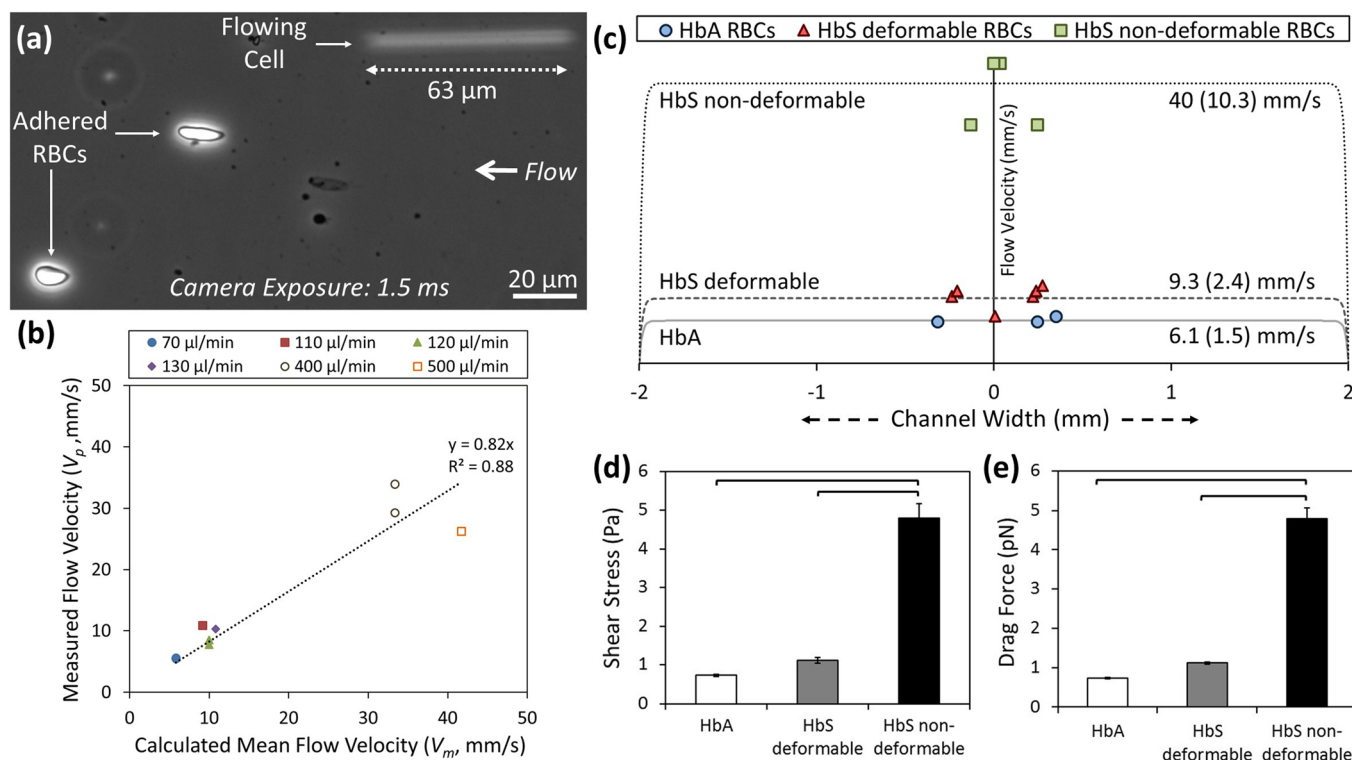 (a)
Flowing
Cell
63 µm
Adhered
RBCs
Flow
Camera Exposure: 1.5 ms
20 µm
(b)
70 µl/min 110 µl/min 120 µl/min
130 µl/min 400 µl/min 500 µl/min
Measured Flow Velocity (Vp ,mm/s)
50
40
30
20
10
0
y = 0.82x
R² = 0.88
0 10 20 30 40 50
Calculated Mean Flow Velocity (Vm, mm/s)
(c)
HbA RBCs HbS deformable RBCs HbS non-deformable RBCs
HbS non-deformable 40 (10.3) mm/s
Flow Velocity (mm/s)
HbS deformable 9.3 (2.4) mm/s
HbA 6.1 (1.5) mm/s
-2 -1 0 1 2
Channel Width (mm)
(d)
Shear Stress (Pa)
6
5
4
3
2
1
0
HbA HbS deformable HbS non-deformable
(e)
Drag Force (pN)
6
5
4
3
2
1
0
HbA HbS deformable HbS non-deformable